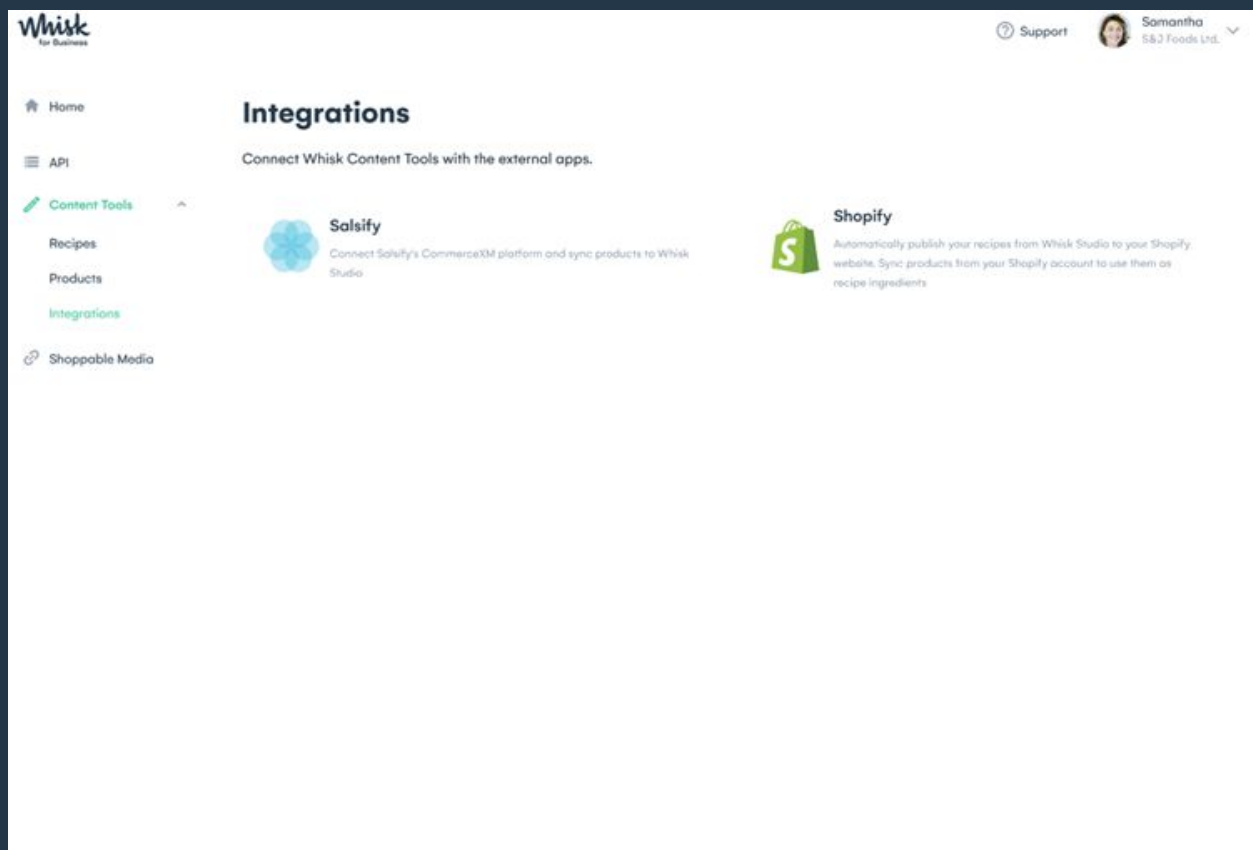 Whisk
for Business
Support
Samantha
S&J Foods Ltd.
Home
API
Content Tools
Recipes
Products
Integrations
Shoppable Media
Integrations
Connect Whisk Content Tools with the external apps.
Salsify
Connect Salsify's CommerceXM platform and sync products to Whisk
Studio
Shopify
Automatically publish your recipes from Whisk Studio to your Shopify
website. Sync products from your Shopify account to use them as
recipe ingredients